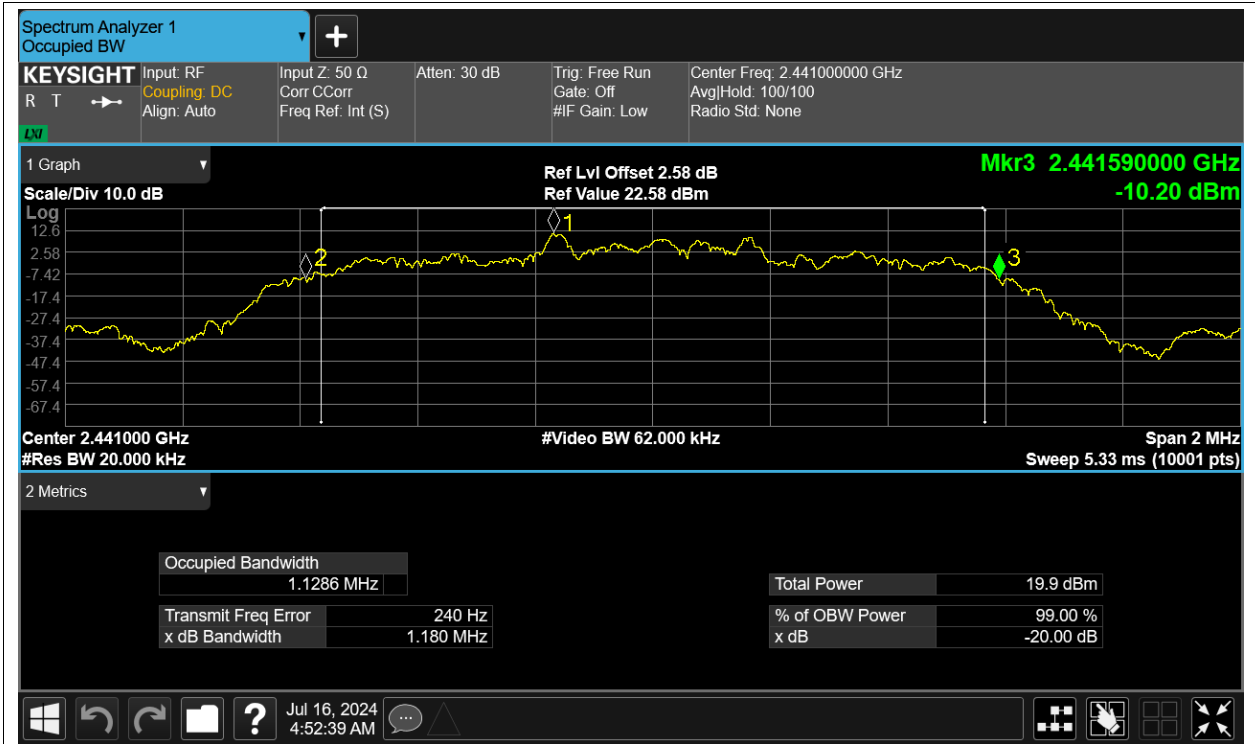 Spectrum Analyzer 1
Occupied BW
KEYSIGHT
R T
LXI
Input: RF
Coupling: DC
Align: Auto
Input Z: 50 Ω
Corr CCorr
Freq Ref: Int (S)
Atten: 30 dB
Trig: Free Run
Gate: Off
#IF Gain: Low
Center Freq: 2.441000000 GHz
Avg|Hold: 100/100
Radio Std: None
1 Graph
Scale/Div 10.0 dB
Ref Lvl Offset 2.58 dB
Ref Value 22.58 dBm
Mkr3 2.441590000 GHz
-10.20 dBm
Log
12.6
2.58
-7.42
-17.4
-27.4
-37.4
-47.4
-57.4
-67.4
1
2
3
Center 2.441000 GHz
#Res BW 20.000 kHz
#Video BW 62.000 kHz
Span 2 MHz
Sweep 5.33 ms (10001 pts)
2 Metrics
Occupied Bandwidth
1.1286 MHz
Transmit Freq Error 240 Hz
x dB Bandwidth 1.180 MHz
Total Power 19.9 dBm
% of OBW Power 99.00 %
x dB -20.00 dB
?
Jul 16, 2024
4:52:39 AM